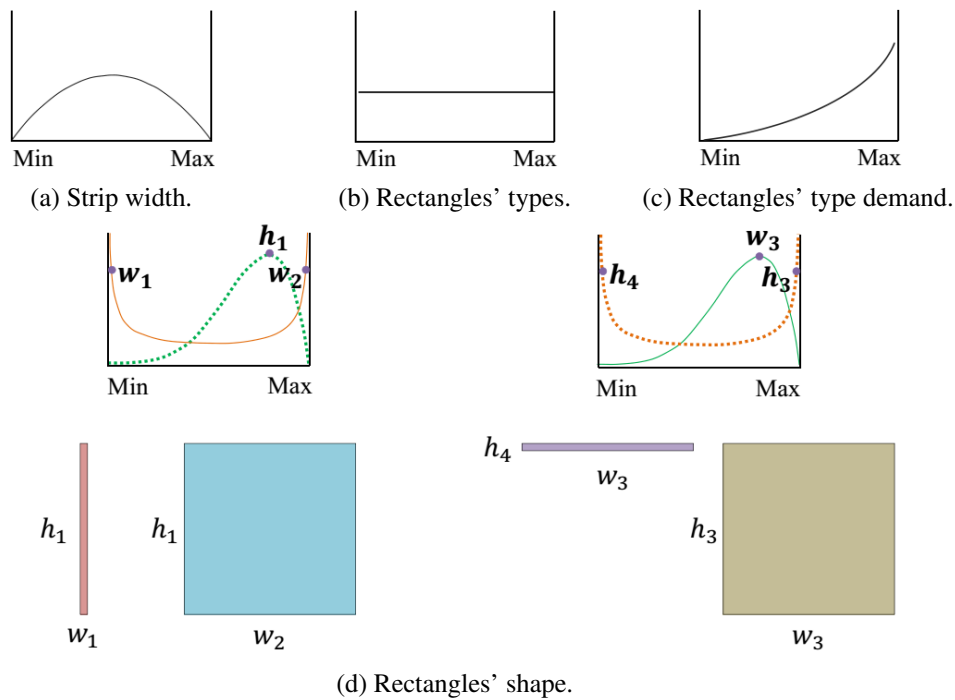 Min Max Min Max Min Max
(a) Strip width. (b) Rectangles’ types. (c) Rectangles’ type demand.
h₁ w₃
w₁ w₂ h₄ h₃
Min Max Min Max
h₄
w₃
h₁ h₁ h₃
w₁ w₂ w₃
(d) Rectangles’ shape.